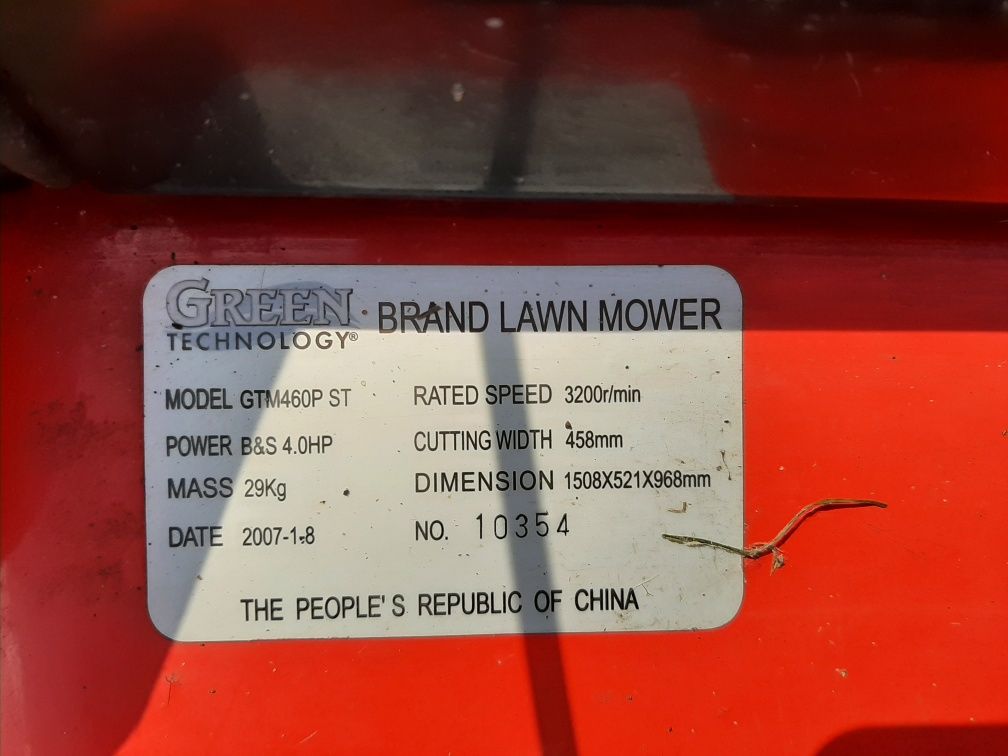 GREEN TECHNOLOGY® BRAND LAWN MOWER
MODEL GTM460P ST RATED SPEED 3200r/min
POWER B&S 4.0HP CUTTING WIDTH 458mm
MASS 29Kg DIMENSION 1508X521X968mm
DATE 2007-1-8 NO. 10354
THE PEOPLE'S REPUBLIC OF CHINA